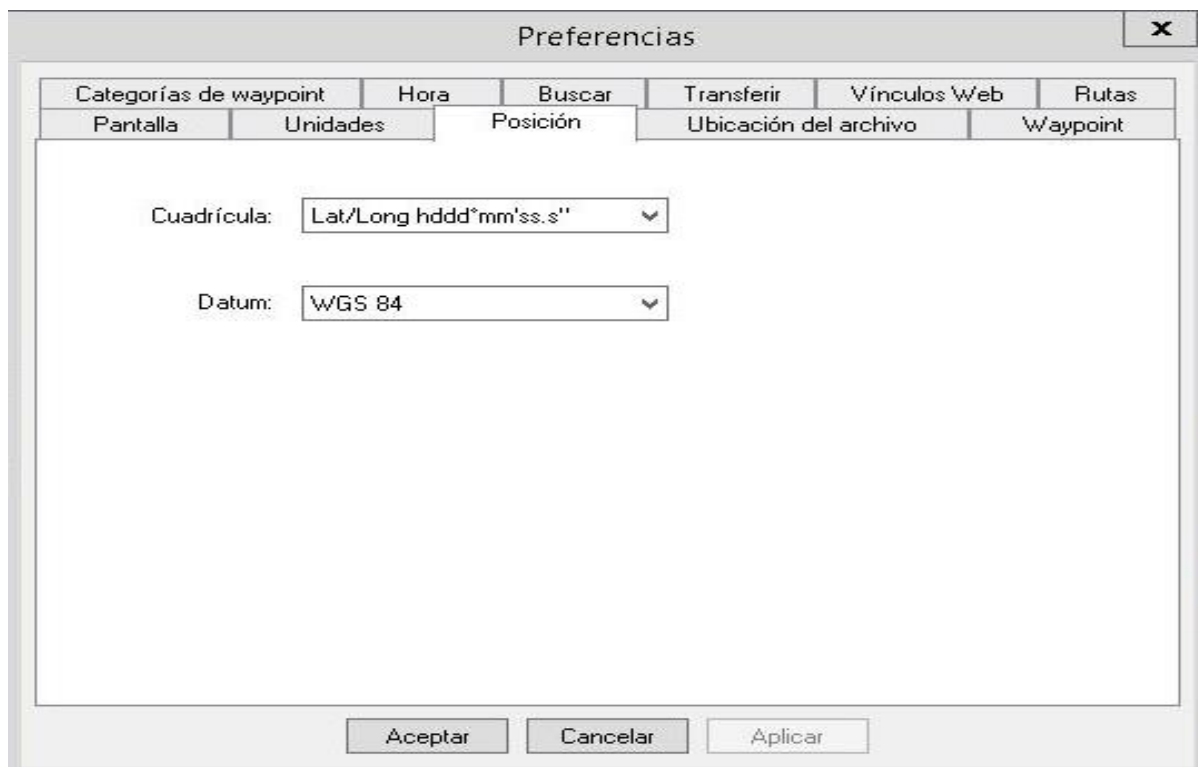 Preferencias
x
Categorías de waypoint Hora Buscar Transferir Vínculos Web Rutas
Pantalla Unidades Posición Ubicación del archivo Waypoint
Cuadrícula: Lat/Long hddd°mm'ss.s''
Datum: WGS 84
Aceptar Cancelar Aplicar